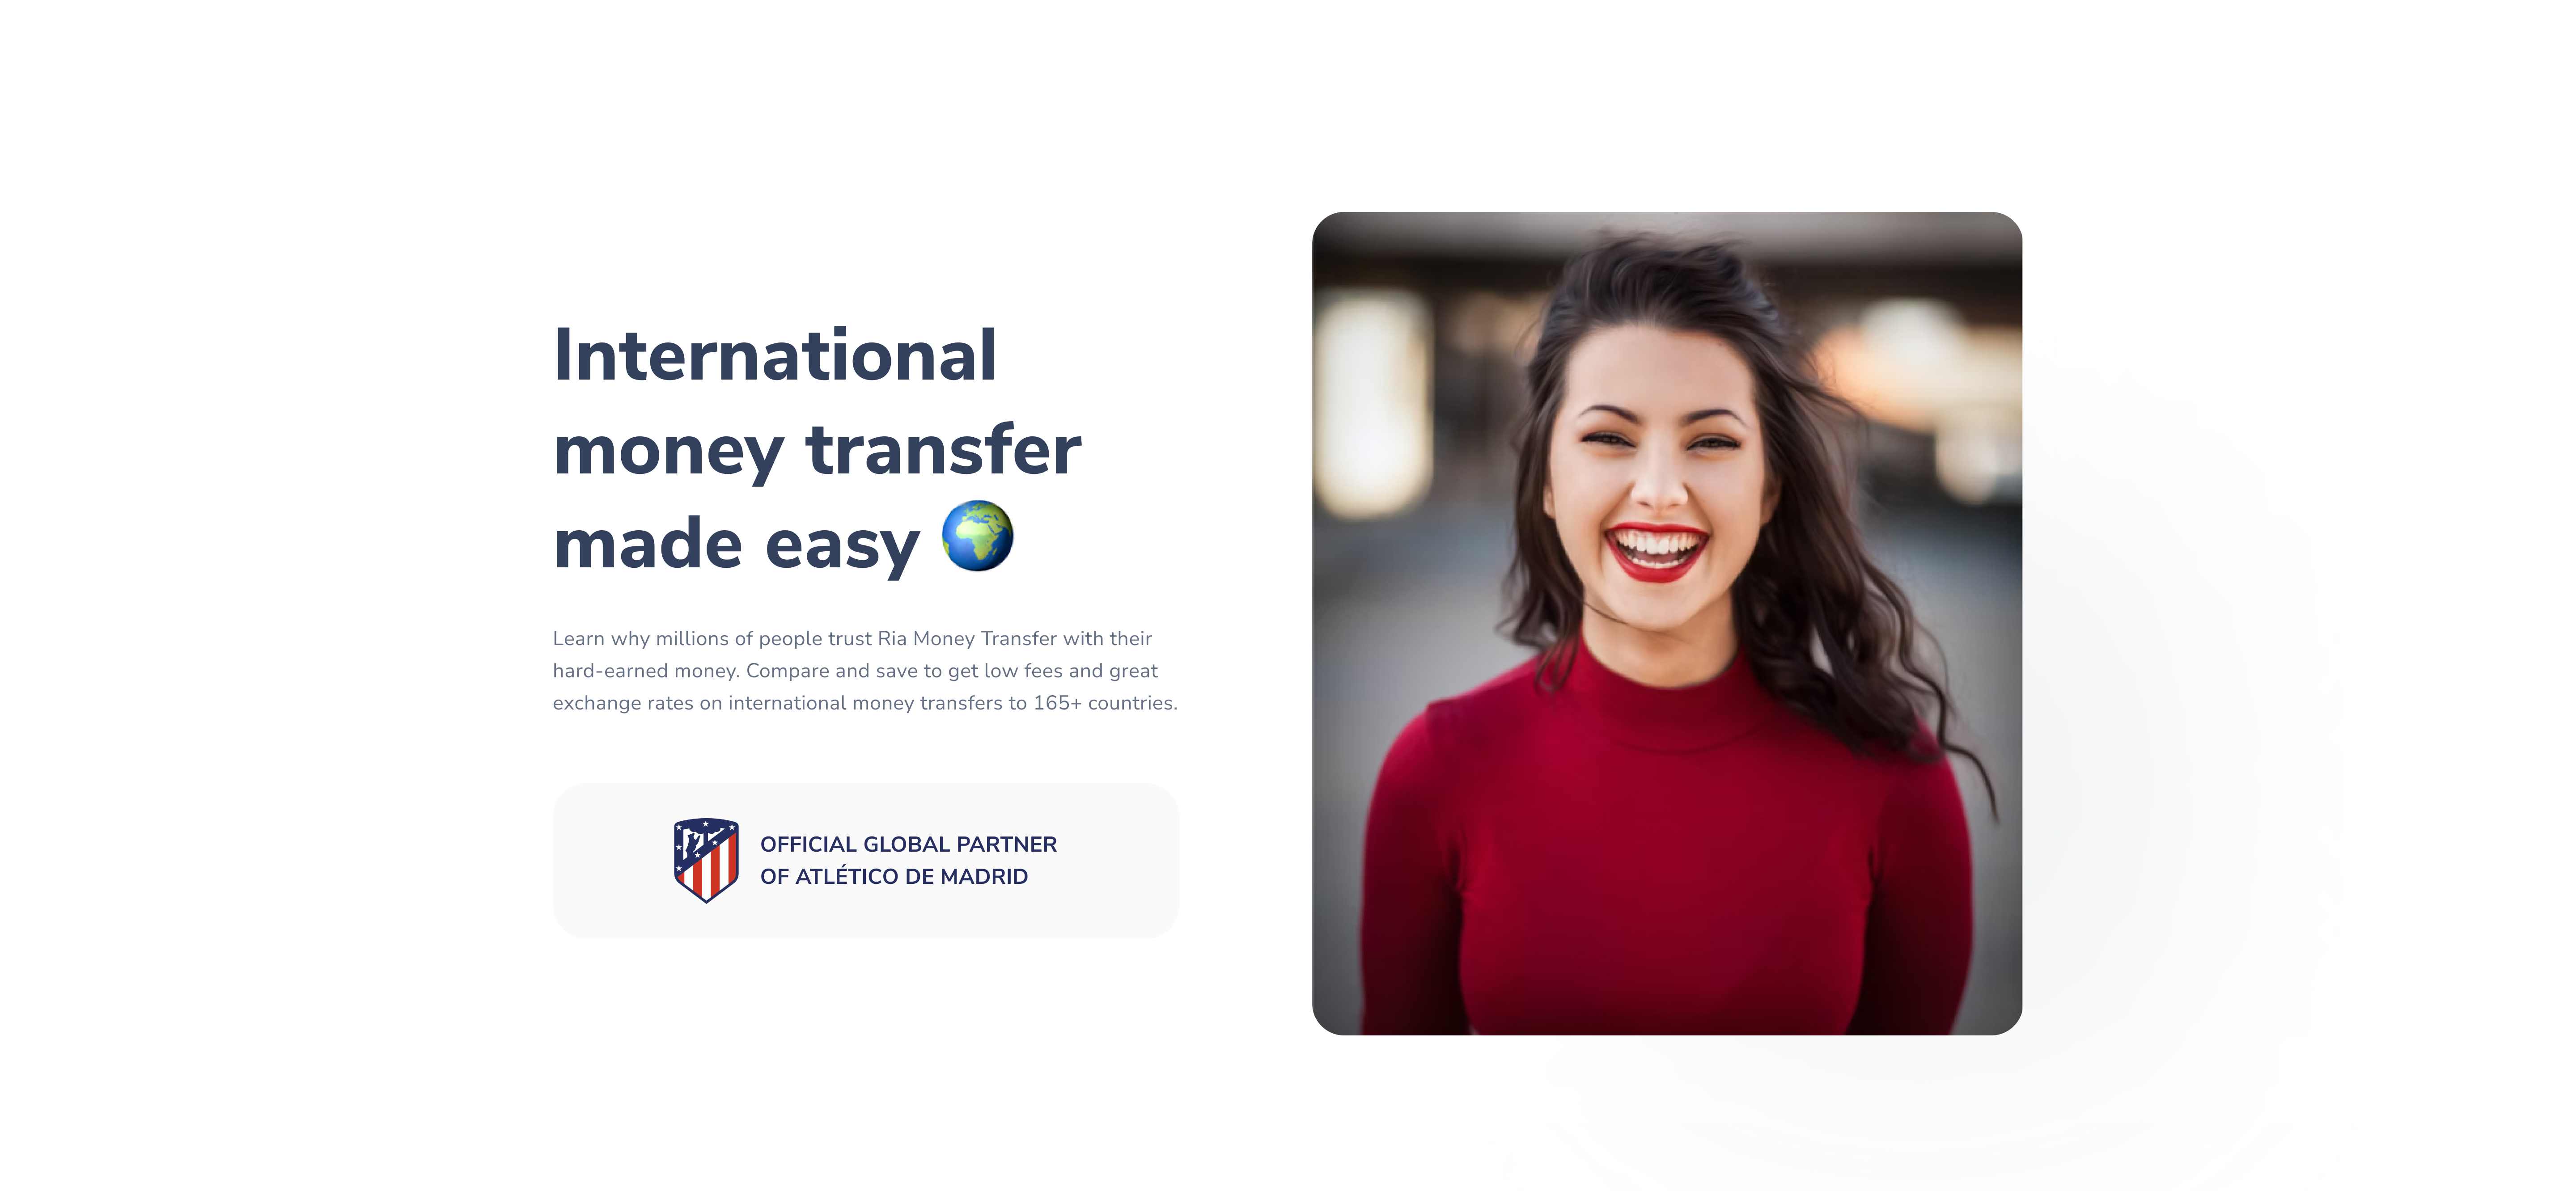 International
money transfer
made easy 🌍
Learn why millions of people trust Ria Money Transfer with their
hard-earned money. Compare and save to get low fees and great
exchange rates on international money transfers to 165+ countries.
OFFICIAL GLOBAL PARTNER
OF ATLÉTICO DE MADRID